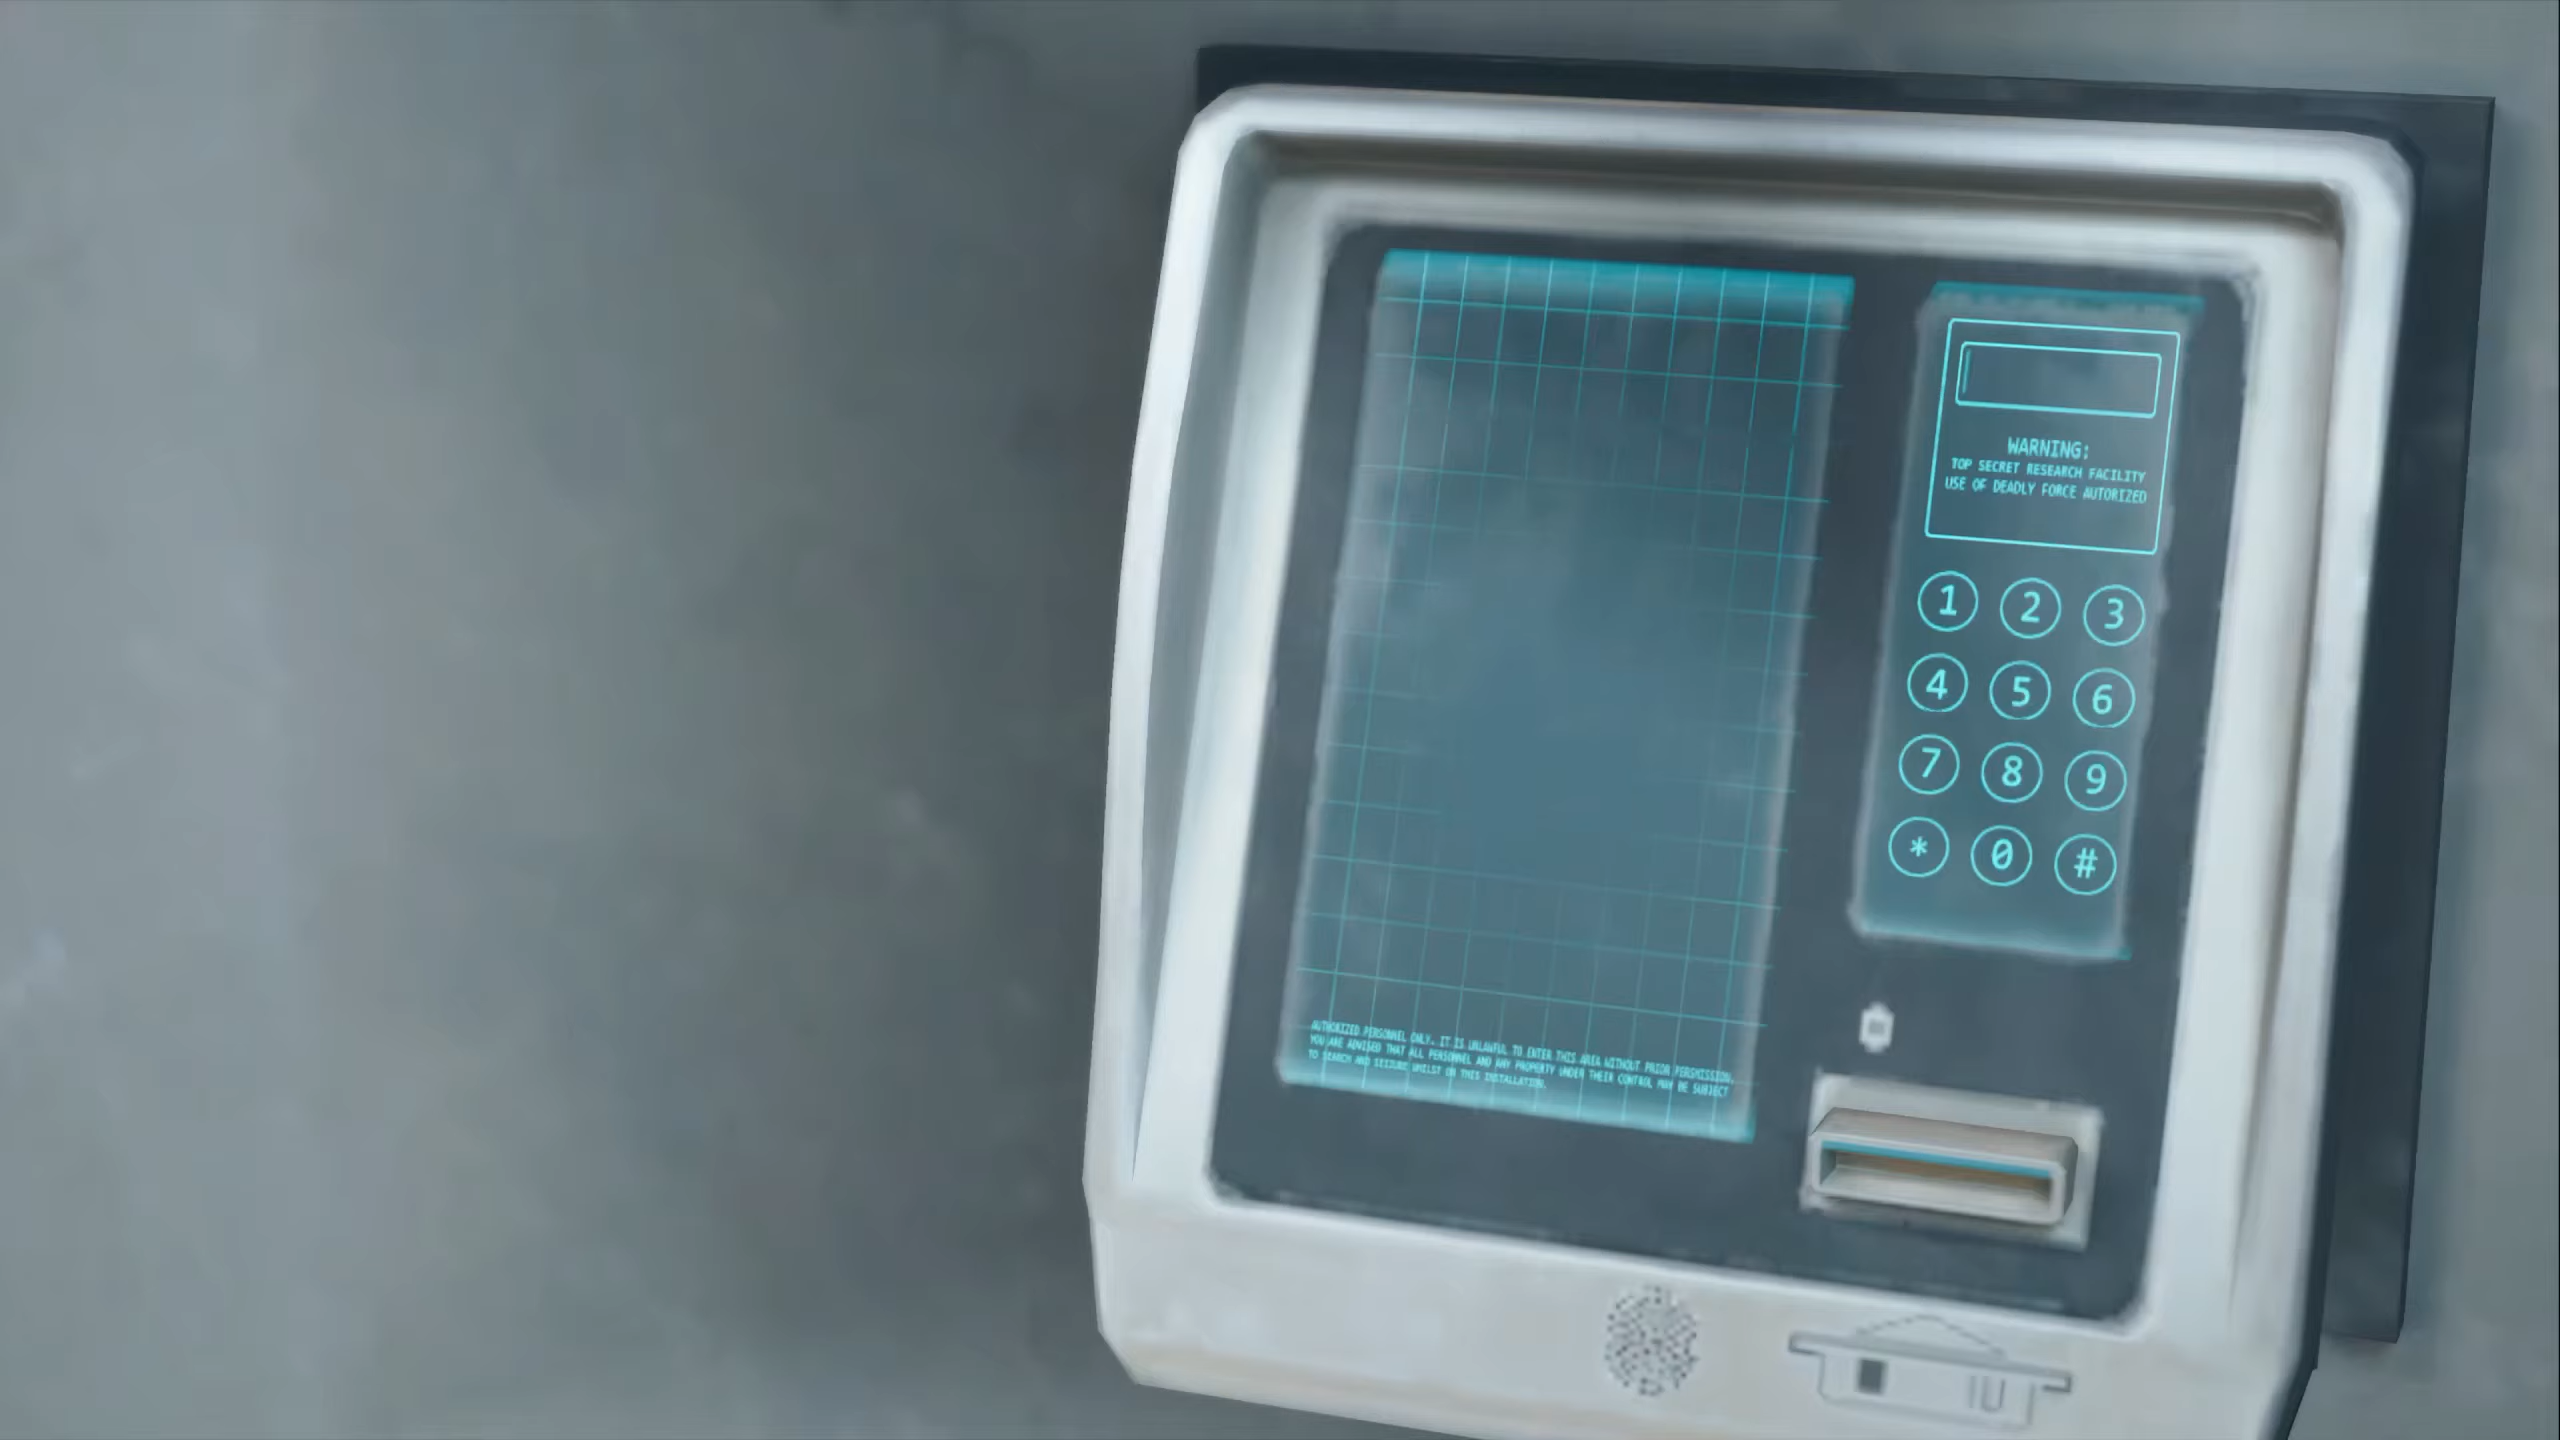 WARNING:
TOP SECRET RESEARCH FACILITY
USE OF DEADLY FORCE AUTORIZED
1 2 3
4 5 6
7 8 9
* 0 #
AUTHORIZED PERSONNEL ONLY. IT IS UNLAWFUL TO ENTER THIS AREA WITHOUT PRIOR PERSMISSION.
YOU ARE ADVISED THAT ALL PERSONNEL AND ANY PROPERTY UNDER THEIR CONTROL MAY BE SUBJECT
TO SEARCH AND SEIZURE WHILST ON THIS INSTALLATION.